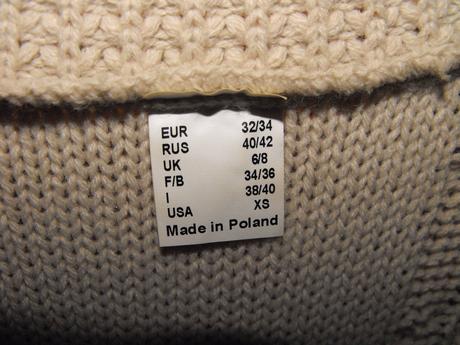 EUR 32/34
RUS 40/42
UK 6/8
F/B 34/36
I 38/40
USA XS
Made in Poland